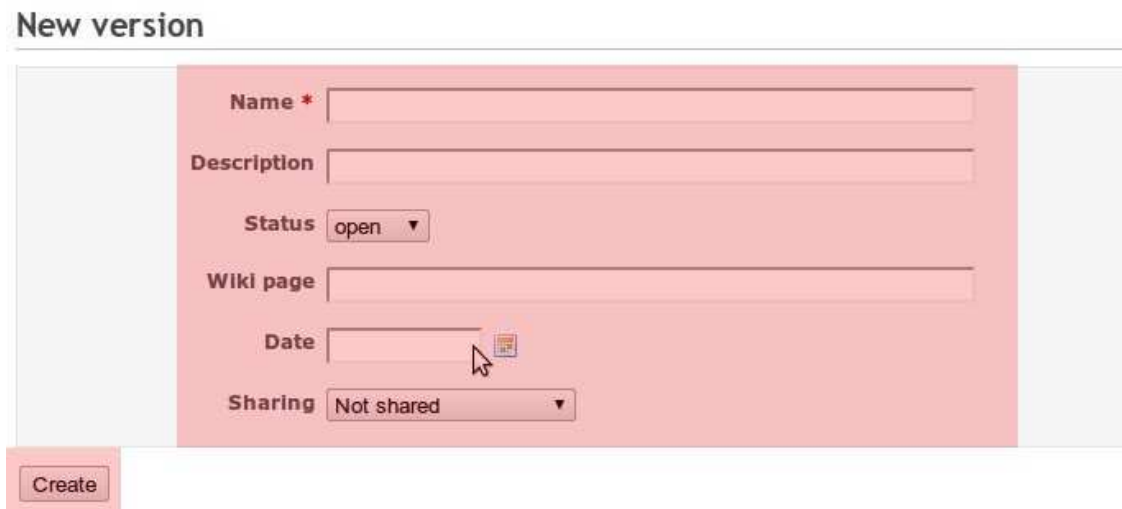 New version
Name *
Description
Status open
Wiki page
Date
Sharing Not shared
Create